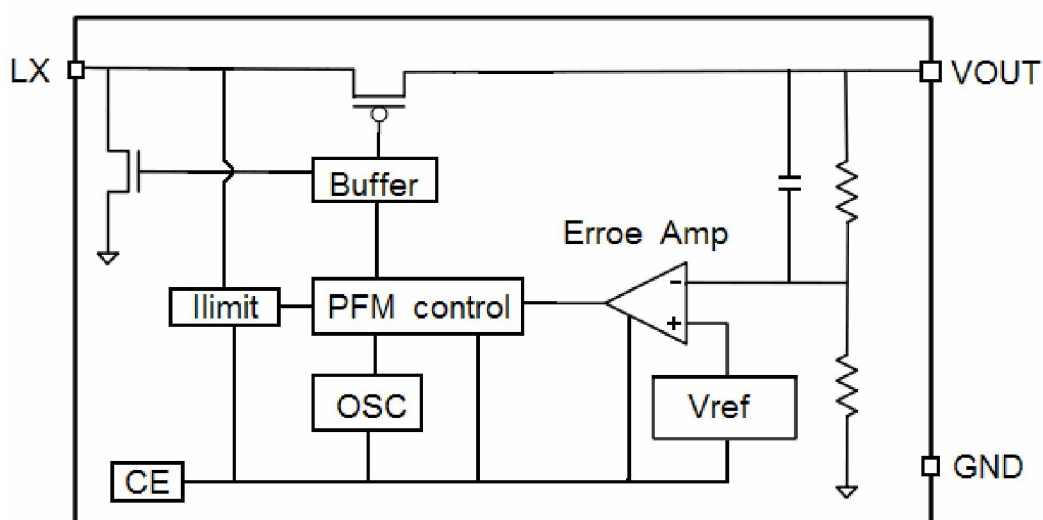 LX
VOUT
Buffer
Erroe Amp
-
+
Ilimit
PFM control
OSC
Vref
CE
GND